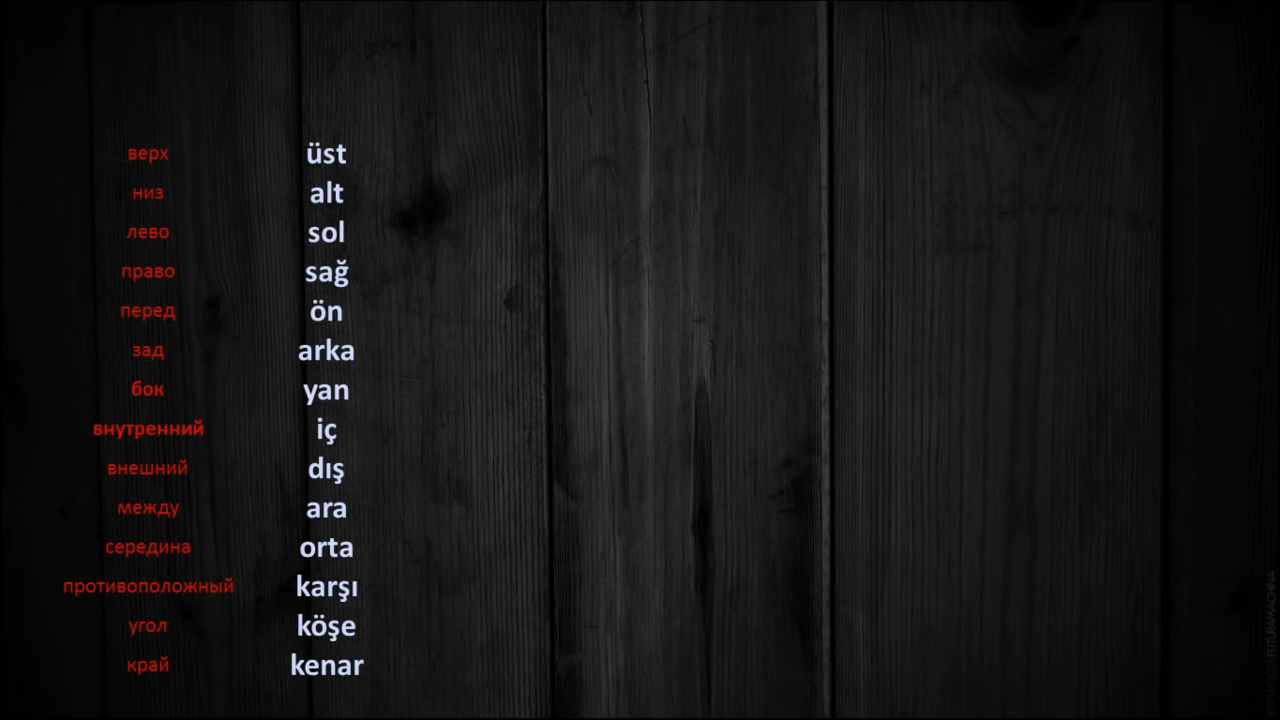 верх üst
низ alt
лево sol
право sağ
перед ön
зад arka
бок yan
внутренний iç
внешний dış
между ara
середина orta
противоположный karşı
угол köşe
край kenar